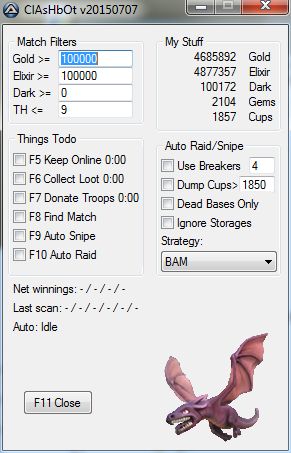 ClAsHbOt v20150707
Match Filters
Gold >= 100000
Elixir >= 100000
Dark >= 0
TH <= 9
My Stuff
4685892 Gold
4877357 Elixir
100172 Dark
2104 Gems
1857 Cups
Things Todo
F5 Keep Online 0:00
F6 Collect Loot 0:00
F7 Donate Troops 0:00
F8 Find Match
F9 Auto Snipe
F10 Auto Raid
Auto Raid/Snipe
Use Breakers 4
Dump Cups> 1850
Dead Bases Only
Ignore Storages
Strategy:
BAM
Net winnings: - / - / - / -
Last scan: - / - / - / - / - / -
Auto: Idle
F11 Close